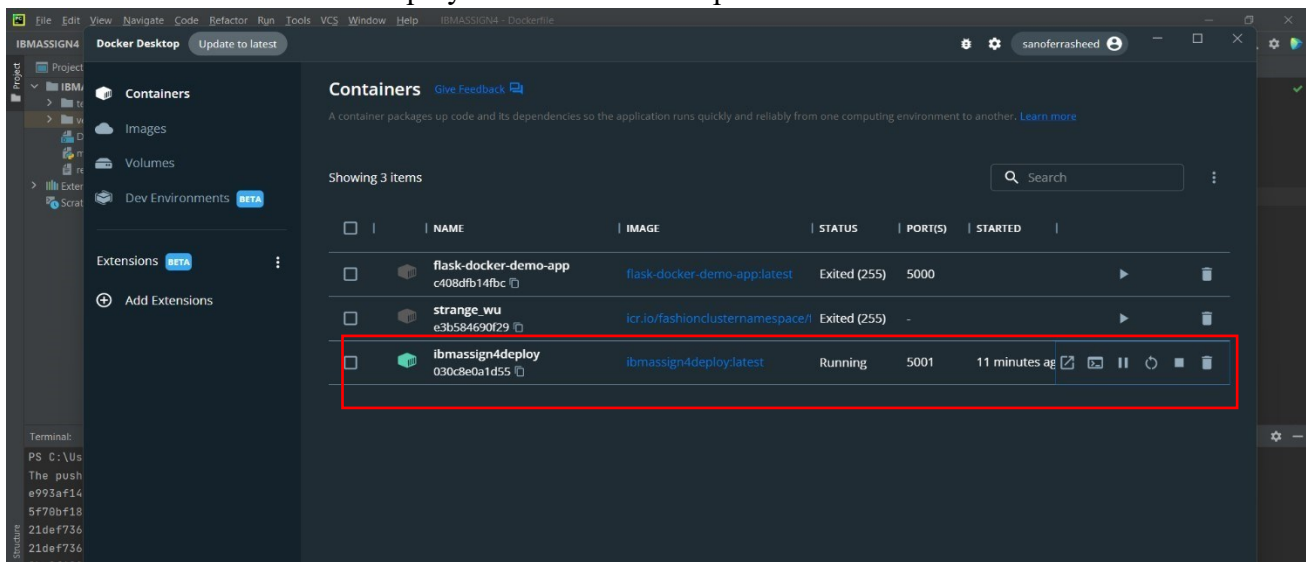 File Edit View Navigate Code Refactor Run Tools VCS Window Help IBMASSIGN4 - Dockerfile
IBMASSIGN4 Docker Desktop Update to latest sanoferrasheed
Project
Project
IBMA
Containers
Images
Volumes
Dev Environments BETA
Exter
Scrat
Extensions BETA
Add Extensions
Containers Give Feedback
A container packages up code and its dependencies so the application runs quickly and reliably from one computing environment to another. Learn more
Showing 3 items
Search
NAME IMAGE STATUS PORT(S) STARTED
flask-docker-demo-app flask-docker-demo-app:latest Exited (255) 5000
c408dfb14fbc
strange_wu icr.io/fashionclusternamespace/ Exited (255) -
e3b584690f29
ibmassign4deploy ibmassign4deploy:latest Running 5001 11 minutes ag
030c8e0a1d55
Terminal:
PS C:\Us
The push
e993af14
5f70bf18
21def736
21def736
Structure